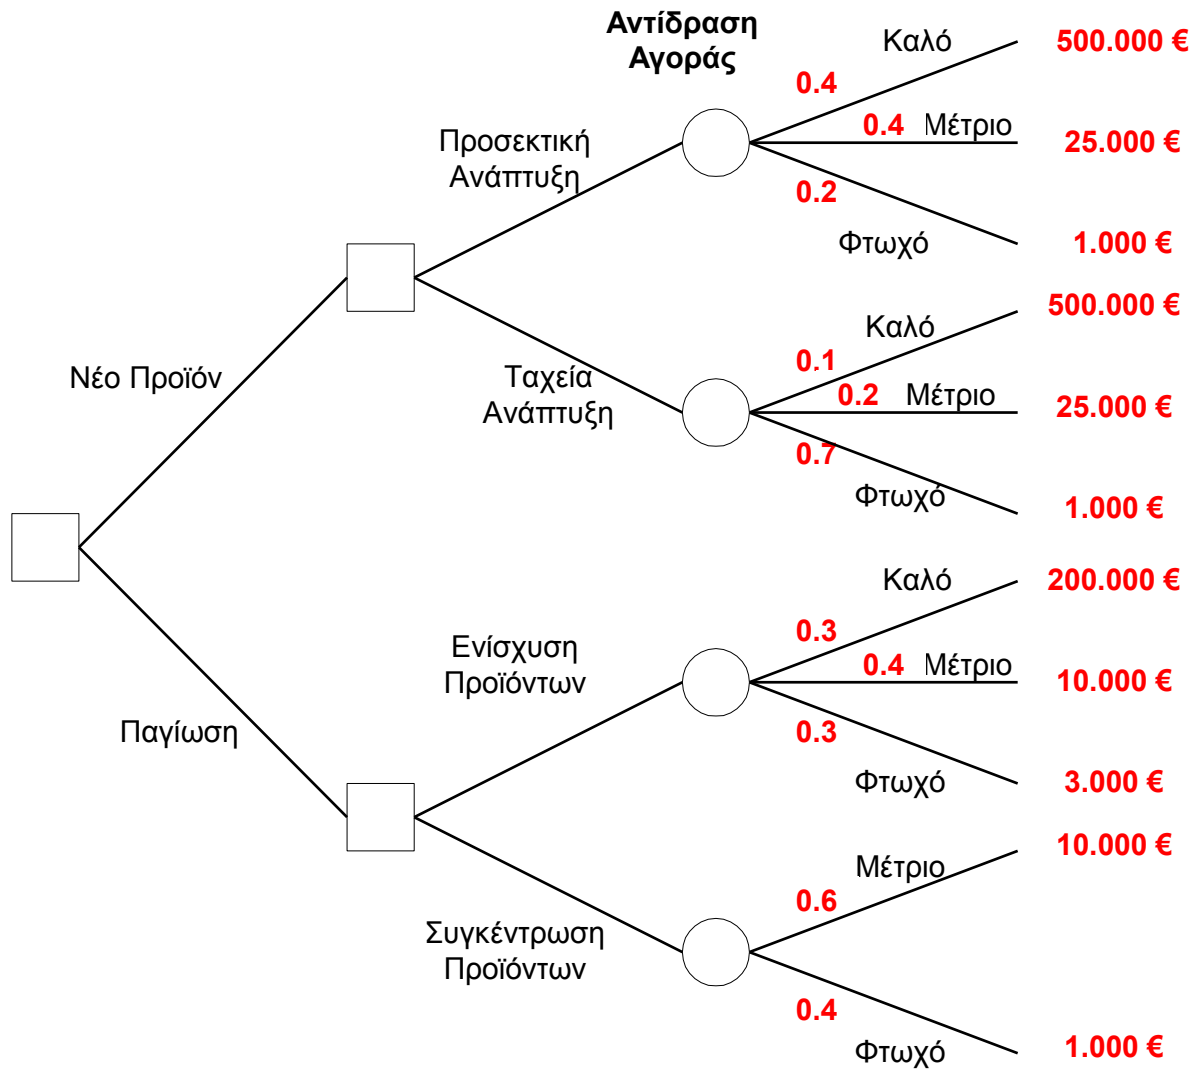 Αντίδραση
Αγοράς
Καλό
500.000 €
0.4
0.4 Μέτριο
25.000 €
Προσεκτική
Ανάπτυξη
0.2
Φτωχό
1.000 €
Καλό
500.000 €
0.1
Νέο Προϊόν
Ταχεία
Ανάπτυξη
0.2 Μέτριο
25.000 €
0.7
Φτωχό
1.000 €
Καλό
200.000 €
0.3
Ενίσχυση
Προϊόντων
0.4 Μέτριο
10.000 €
Παγίωση
0.3
Φτωχό
3.000 €
Μέτριο
10.000 €
0.6
Συγκέντρωση
Προϊόντων
0.4
Φτωχό
1.000 €